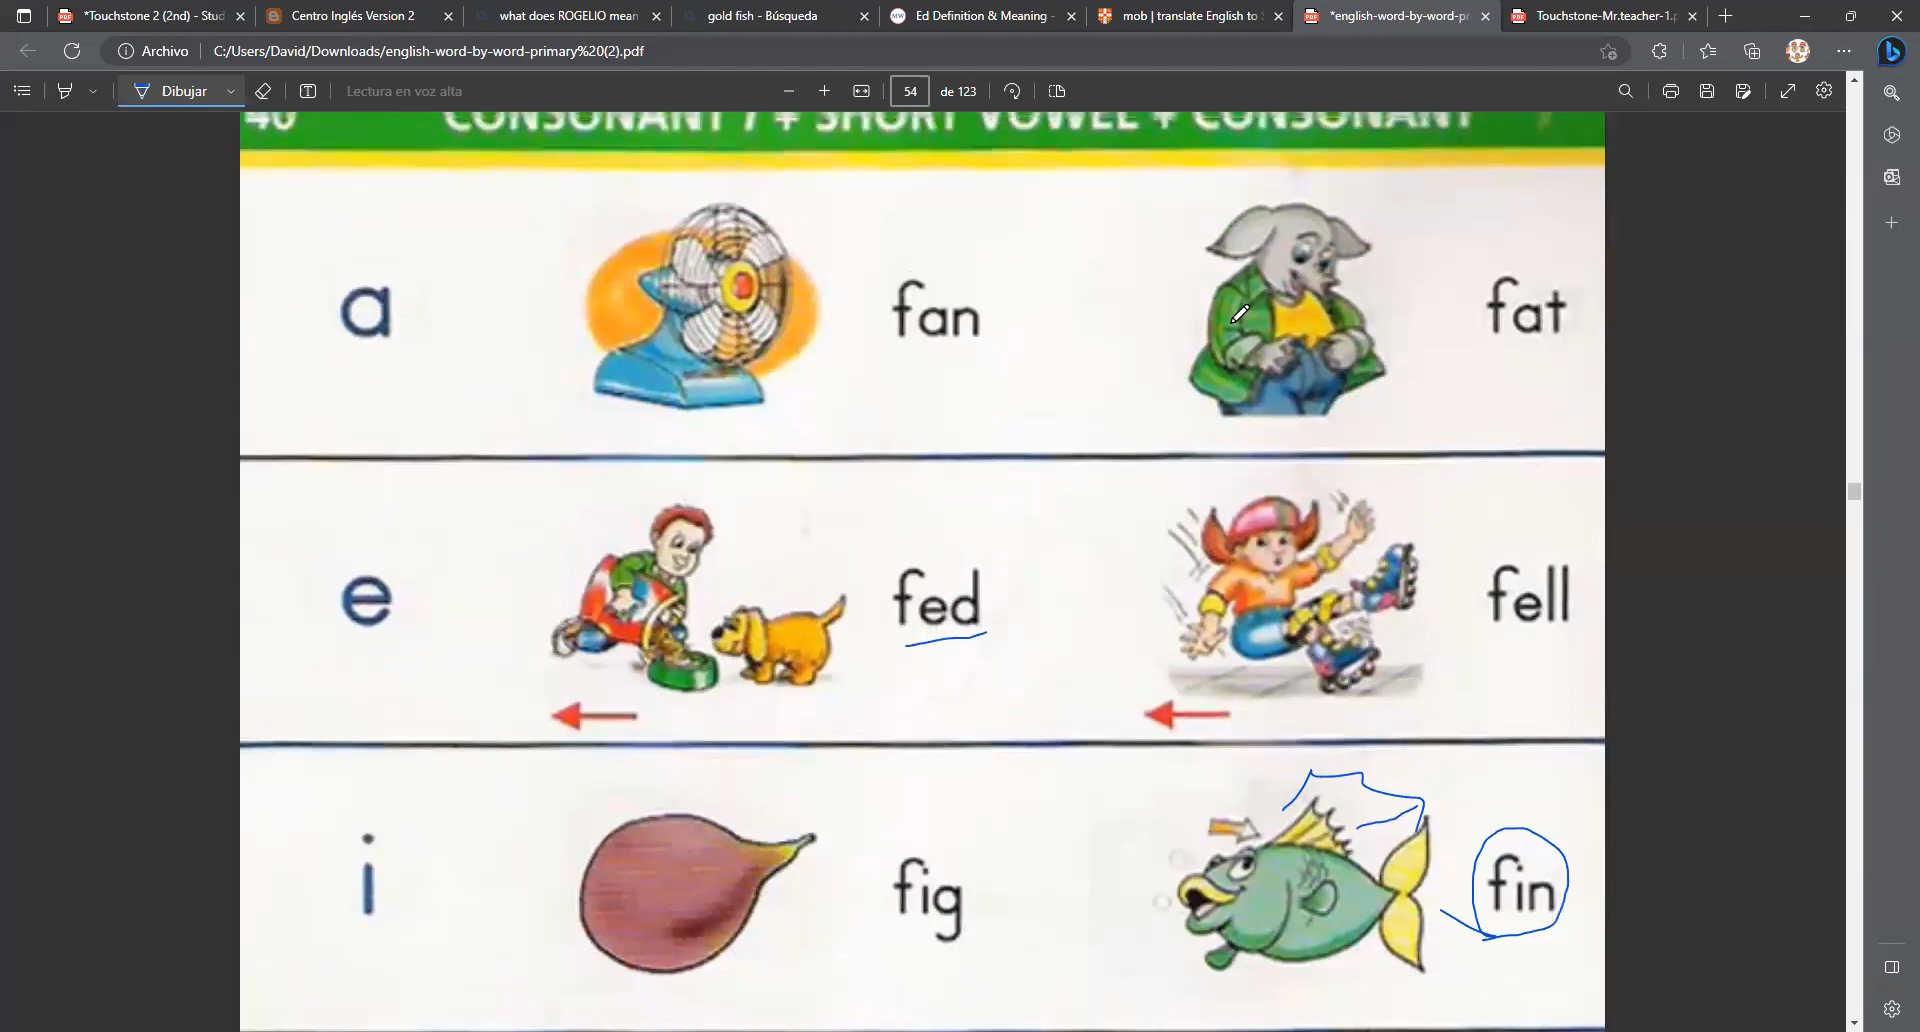 *Touchstone 2 (2nd) - Stud
Centro Inglés Version 2
what does ROGELIO mean
gold fish - Búsqueda
MW Ed Definition & Meaning -
mob | translate English to S
*english-word-by-word-pr
Touchstone-Mr.teacher-1.p
Archivo
C:/Users/David/Downloads/english-word-by-word-primary%20(2).pdf
Dibujar
Lectura en voz alta
54 de 123
40 CONSONANT f + SHORT VOWEL + CONSONANT
a fan fat
e fed fell
i fig fin